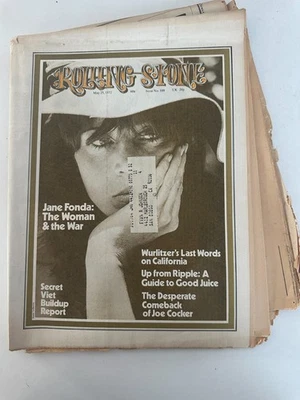 ROLLING STONE
Jane Fonda:
The Woman
& the War
Wurlitzer's Last Words
on California
Up from Ripple: A
Guide to Good Juice
Secret
Viet
Buildup
Report
The Desperate
Comeback
of Joe Cocker